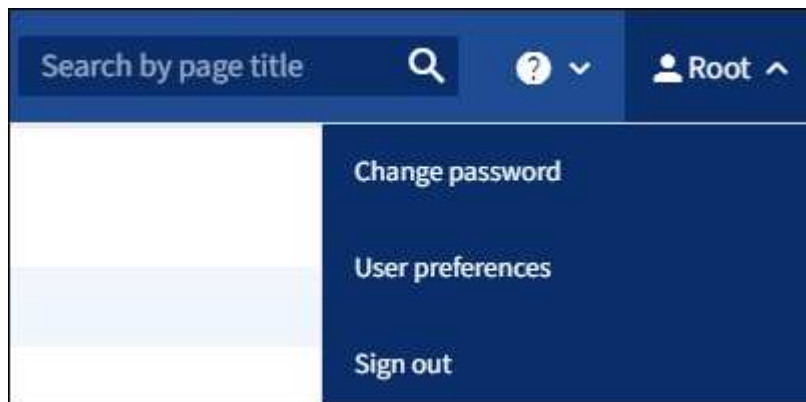 Search by page title
? Root
Change password
User preferences
Sign out